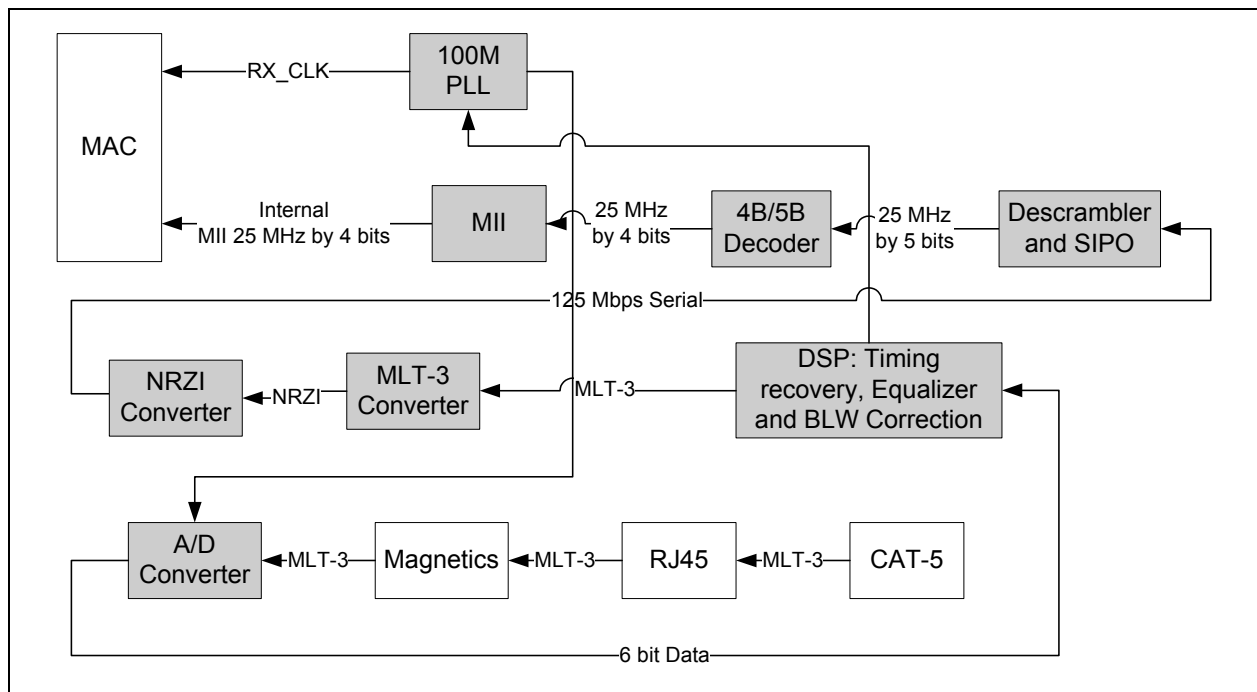 100M
PLL
RX_CLK
MAC
Internal
MII 25 MHz by 4 bits
MII
25 MHz
by 4 bits
4B/5B
Decoder
25 MHz
by 5 bits
Descrambler
and SIPO
125 Mbps Serial
NRZI
Converter
NRZI
MLT-3
Converter
MLT-3
DSP: Timing
recovery, Equalizer
and BLW Correction
A/D
Converter
MLT-3
Magnetics
MLT-3
RJ45
MLT-3
CAT-5
6 bit Data